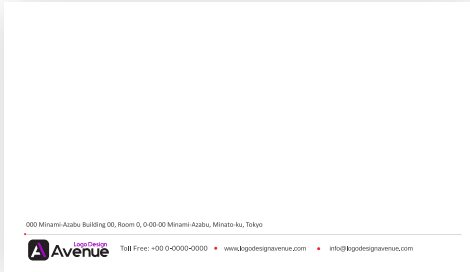 000 Minami-Azabu Building 00, Room 0, 0-00-00 Minami-Azabu, Minato-ku, Tokyo
Logo Design
Avenue
Toll Free: +00 0-0000-0000 • www.logodesignavenue.com • info@logodesignavenue.com